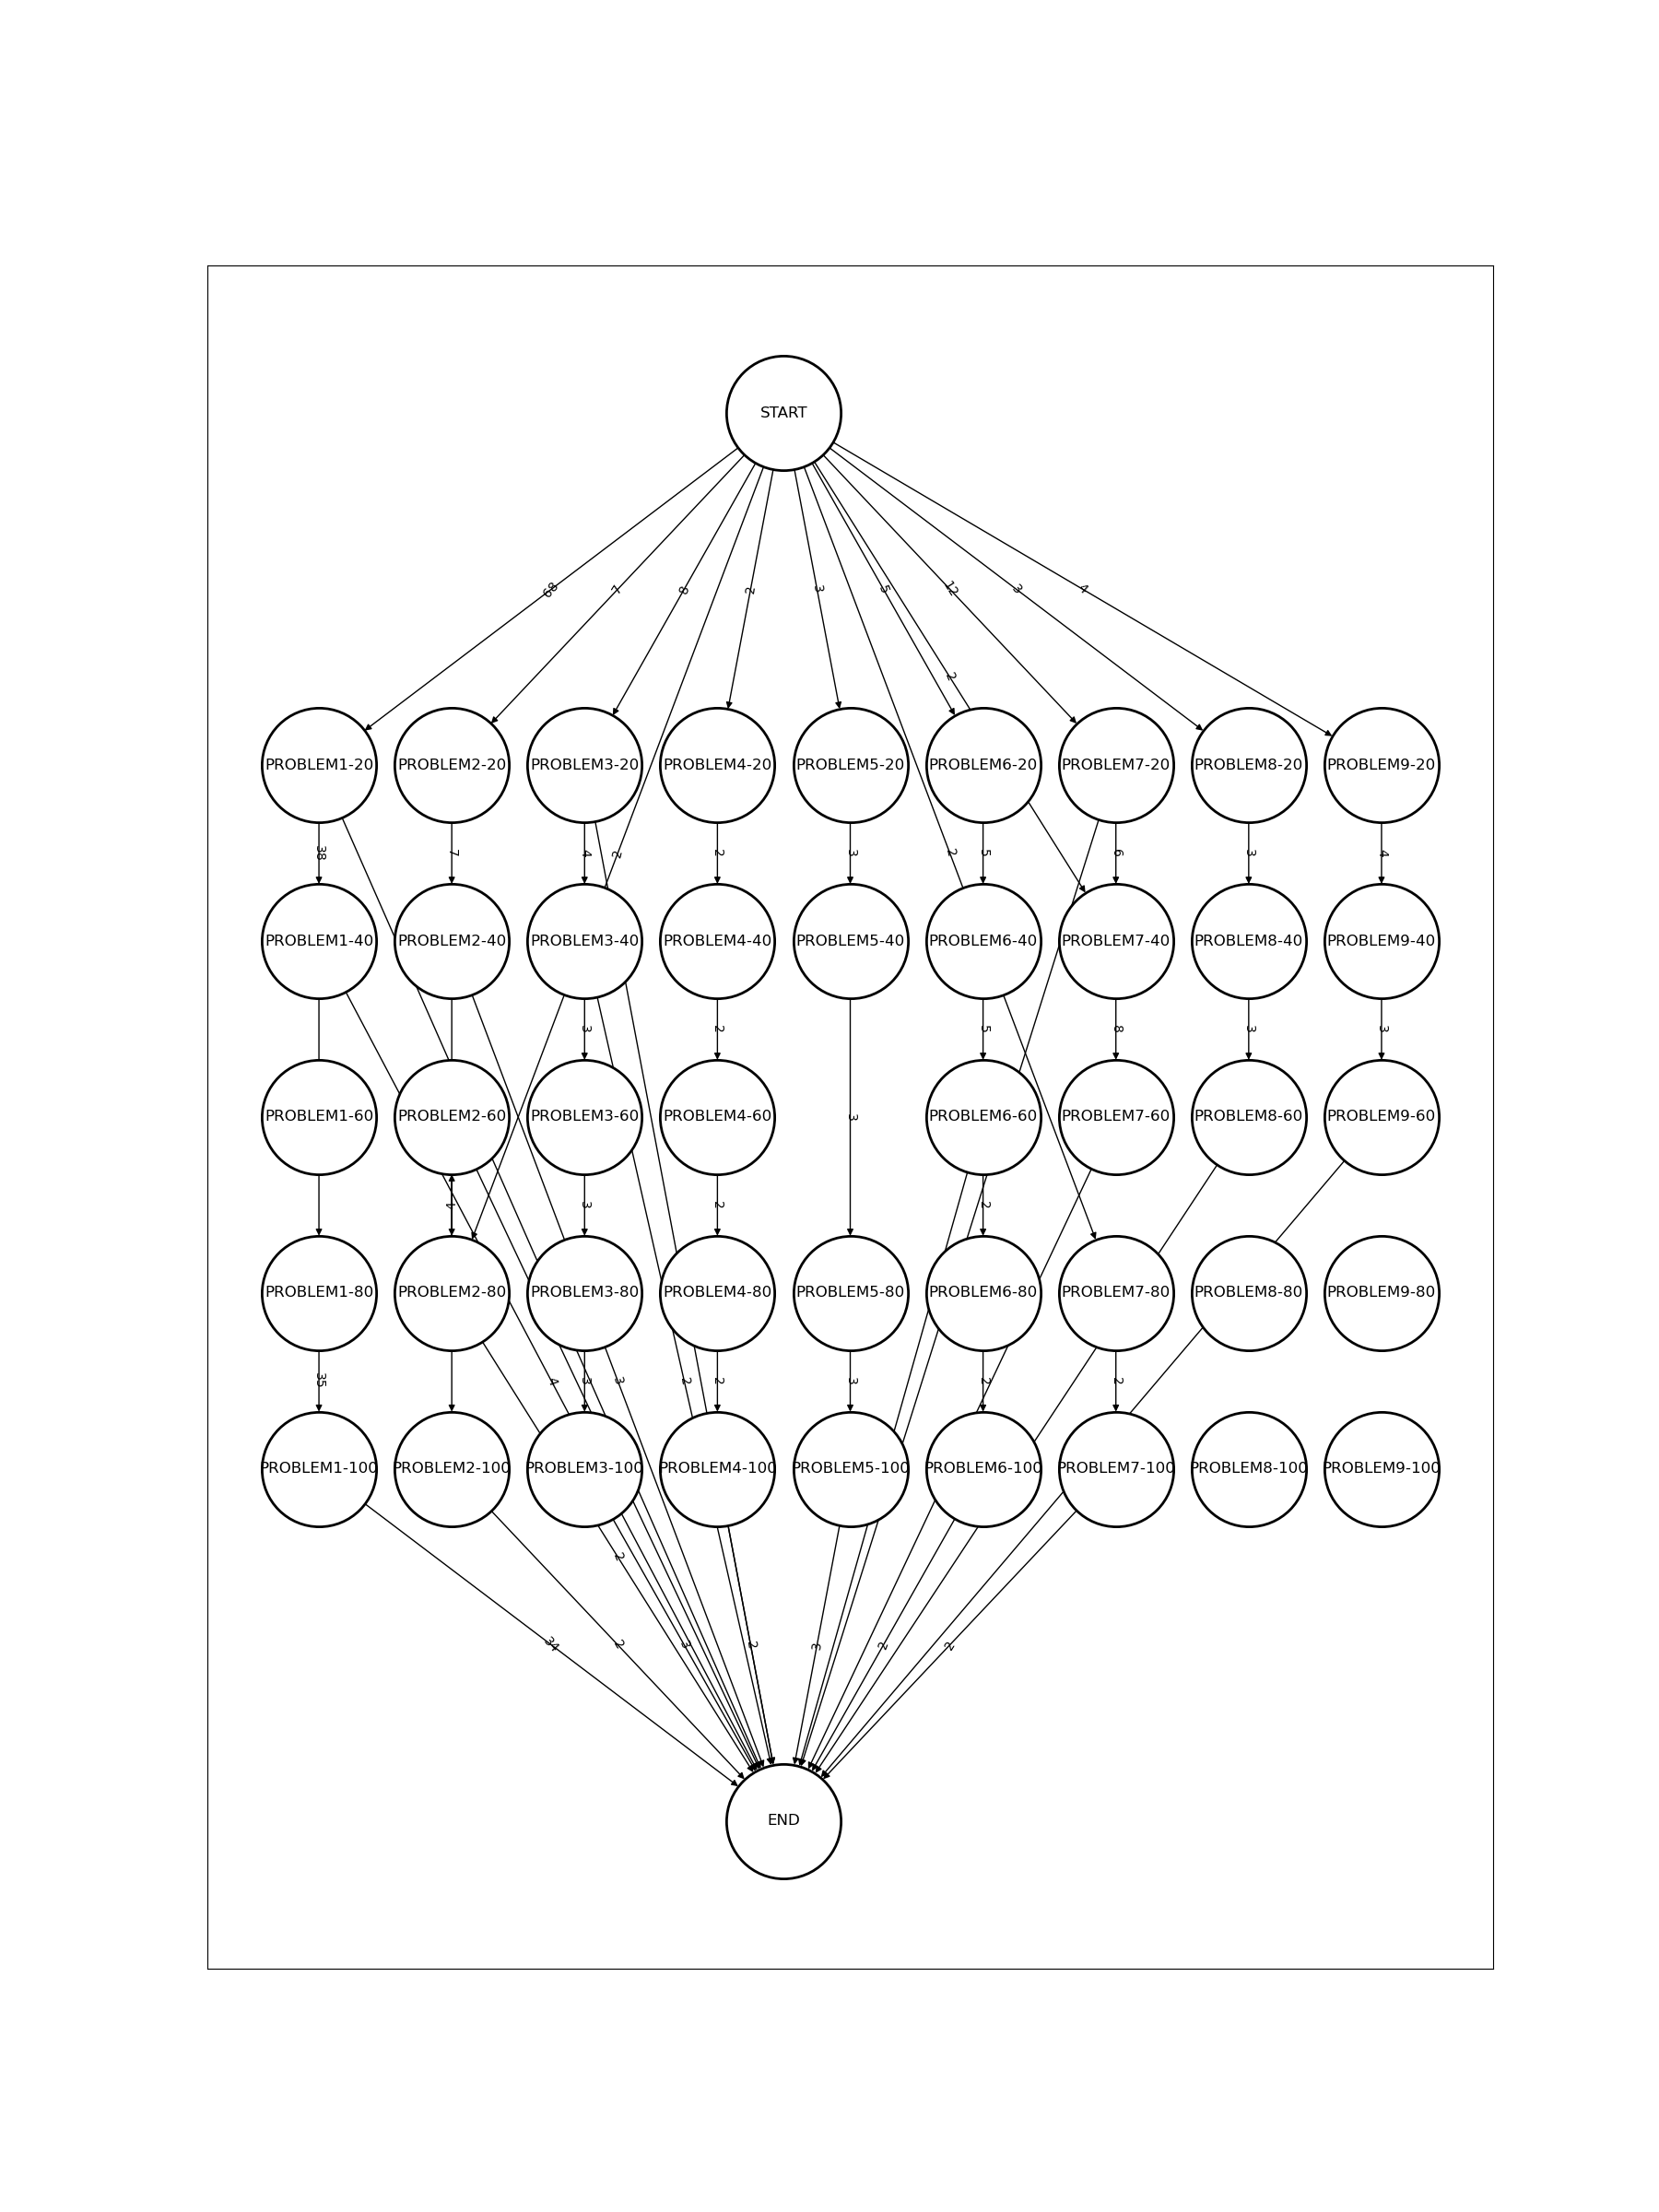 START
68 7 8 2 3 5 12 3 4
2
PROBLEM1-20 PROBLEM2-20 PROBLEM3-20 PROBLEM4-20 PROBLEM5-20 PROBLEM6-20 PROBLEM7-20 PROBLEM8-20 PROBLEM9-20
38 7 4 2 2 3 2 5 6 3 4
PROBLEM1-40 PROBLEM2-40 PROBLEM3-40 PROBLEM4-40 PROBLEM5-40 PROBLEM6-40 PROBLEM7-40 PROBLEM8-40 PROBLEM9-40
3 2 5 8 3 3
PROBLEM1-60 PROBLEM2-60 PROBLEM3-60 PROBLEM4-60 3 PROBLEM6-60 PROBLEM7-60 PROBLEM8-60 PROBLEM9-60
4 3 2 2
PROBLEM1-80 PROBLEM2-80 PROBLEM3-80 PROBLEM4-80 PROBLEM5-80 PROBLEM6-80 PROBLEM7-80 PROBLEM8-80 PROBLEM9-80
35 4 3 3 2 2 3 2 2
PROBLEM1-100 PROBLEM2-100 PROBLEM3-100 PROBLEM4-100 PROBLEM5-100 PROBLEM6-100 PROBLEM7-100 PROBLEM8-100 PROBLEM9-100
2
34 2 3 2 3 2 2
END